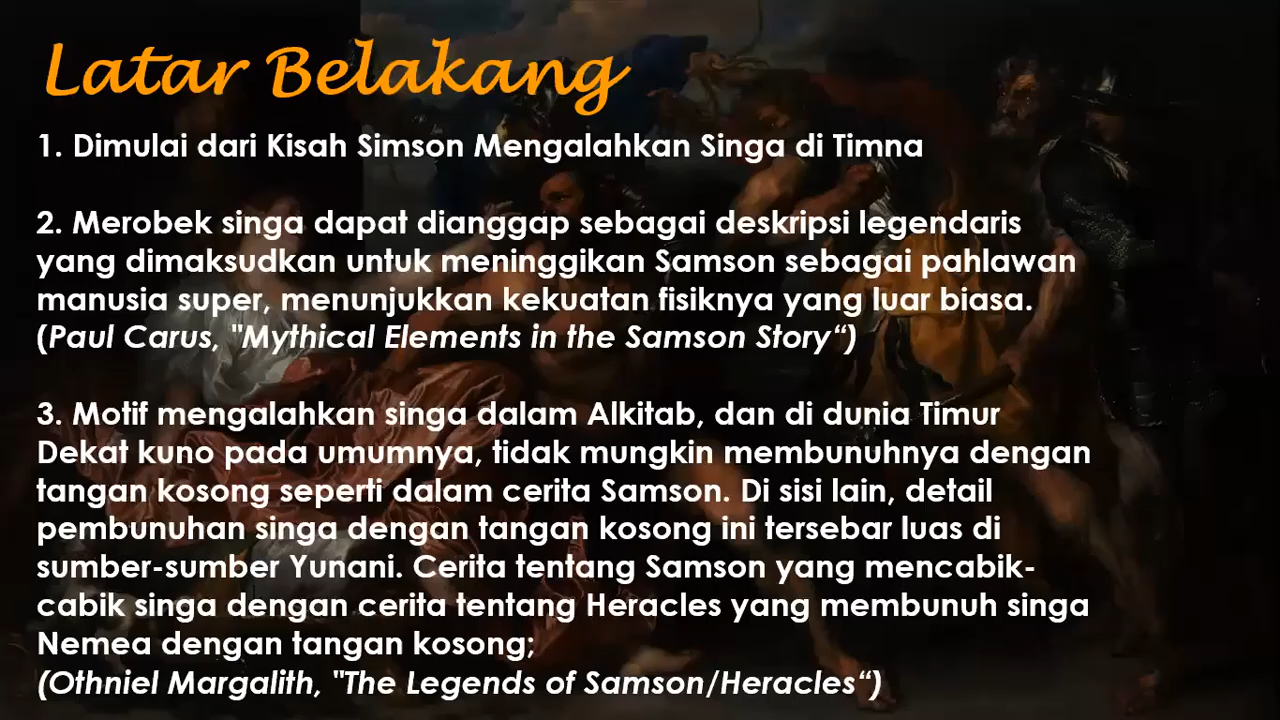 Latar Belakang
1. Dimulai dari Kisah Simson Mengalahkan Singa di Timna
2. Merobek singa dapat dianggap sebagai deskripsi legendaris
yang dimaksudkan untuk meninggikan Samson sebagai pahlawan
manusia super, menunjukkan kekuatan fisiknya yang luar biasa.
(Paul Carus, "Mythical Elements in the Samson Story“)
3. Motif mengalahkan singa dalam Alkitab, dan di dunia Timur
Dekat kuno pada umumnya, tidak mungkin membunuhnya dengan
tangan kosong seperti dalam cerita Samson. Di sisi lain, detail
pembunuhan singa dengan tangan kosong ini tersebar luas di
sumber-sumber Yunani. Cerita tentang Samson yang mencabik-
cabik singa dengan cerita tentang Heracles yang membunuh singa
Nemea dengan tangan kosong;
(Othniel Margalith, "The Legends of Samson/Heracles“)